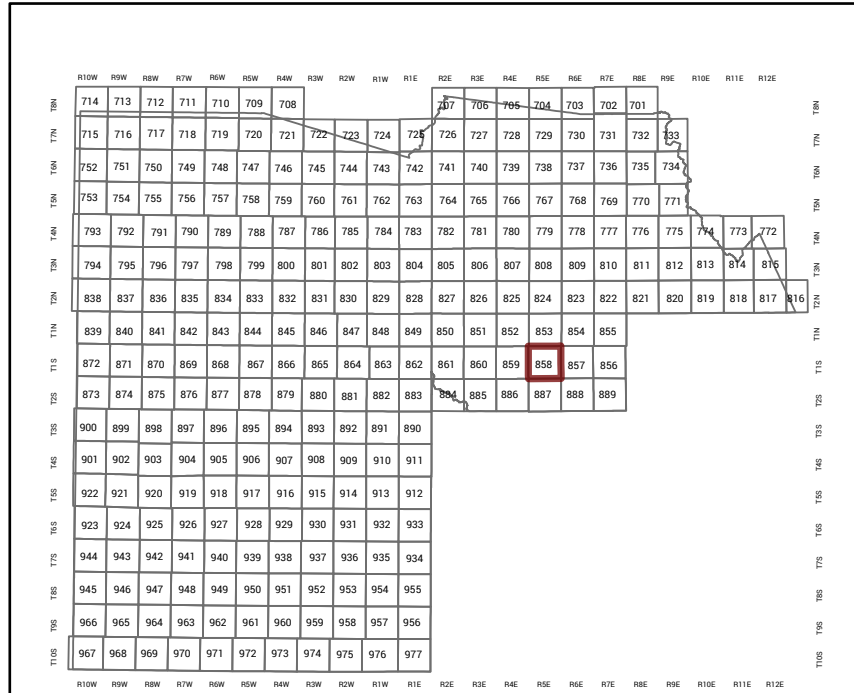 R10W R9W R8W R7W R6W R5W R4W R3W R2W R1W R1E R2E R3E R4E R5E R6E R7E R8E R9E R10E R11E R12E
T8N 714 713 712 711 710 709 708 707 706 705 704 703 702 701 T8N
T7N 715 716 717 718 719 720 721 722 723 724 725 726 727 728 729 730 731 732 733 T7N
T6N 752 751 750 749 748 747 746 745 744 743 742 741 740 739 738 737 736 735 734 T6N
T5N 753 754 755 756 757 758 759 760 761 762 763 764 765 766 767 768 769 770 771 T5N
T4N 793 792 791 790 789 788 787 786 785 784 783 782 781 780 779 778 777 776 775 774 773 772 T4N
T3N 794 795 796 797 798 799 800 801 802 803 804 805 806 807 808 809 810 811 812 813 814 815 T3N
T2N 838 837 836 835 834 833 832 831 830 829 828 827 826 825 824 823 822 821 820 819 818 817 816 T2N
T1N 839 840 841 842 843 844 845 846 847 848 849 850 851 852 853 854 855 T1N
T1S 872 871 870 869 868 867 866 865 864 863 862 861 860 859 858 857 856 T1S
T2S 873 874 875 876 877 878 879 880 881 882 883 884 885 886 887 888 889 T2S
T3S 900 899 898 897 896 895 894 893 892 891 890 T3S
T4S 901 902 903 904 905 906 907 908 909 910 911 T4S
T5S 922 921 920 919 918 917 916 915 914 913 912 T5S
T6S 923 924 925 926 927 928 929 930 931 932 933 T6S
T7S 944 943 942 941 940 939 938 937 936 935 934 T7S
T8S 945 946 947 948 949 950 951 952 953 954 955 T8S
T9S 966 965 964 963 962 961 960 959 958 957 956 T9S
T10S 967 968 969 970 971 972 973 974 975 976 977 T10S
R10W R9W R8W R7W R6W R5W R4W R3W R2W R1W R1E R2E R3E R4E R5E R6E R7E R8E R9E R10E R11E R12E